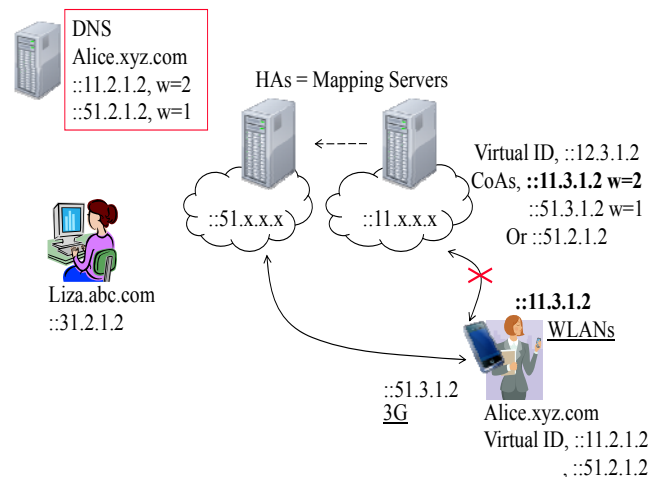 DNS
Alice.xyz.com
::11.2.1.2, w=2
::51.2.1.2, w=1
HAs = Mapping Servers
Virtual ID, ::12.3.1.2
CoAs, ::11.3.1.2 w=2
::51.3.1.2 w=1
Or ::51.2.1.2
::51.x.x.x
::11.x.x.x
Liza.abc.com
::31.2.1.2
::11.3.1.2
WLANs
::51.3.1.2
3G
Alice.xyz.com
Virtual ID, ::11.2.1.2
, ::51.2.1.2